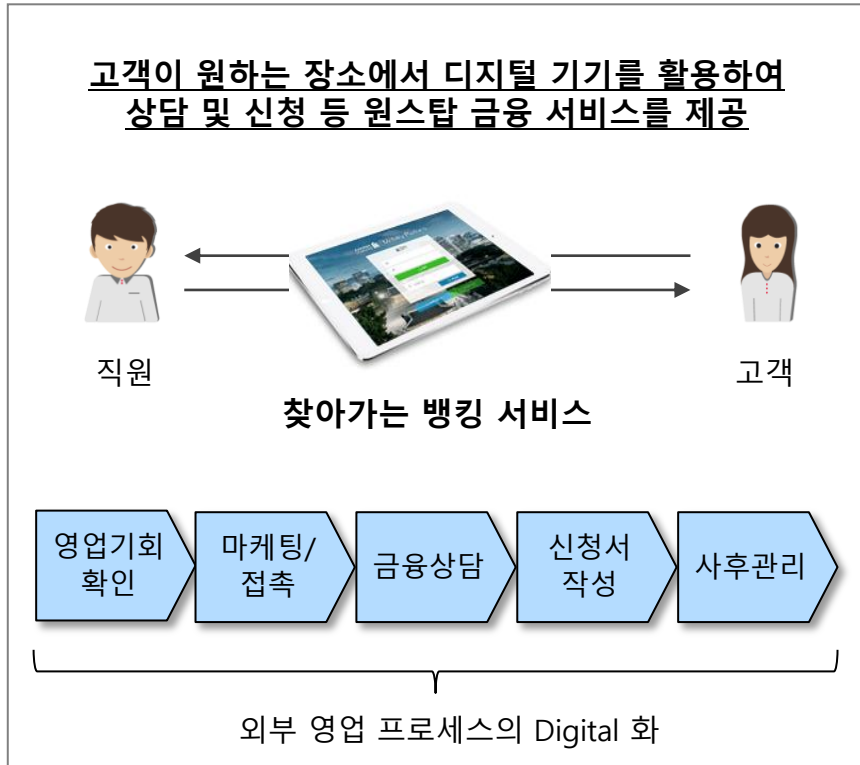 고객이 원하는 장소에서 디지털 기기를 활용하여
상담 및 신청 등 원스탑 금융 서비스를 제공
직원
고객
찾아가는 뱅킹 서비스
영업기회
확인
마케팅/
접촉
금융상담
신청서
작성
사후관리
외부 영업 프로세스의 Digital 화